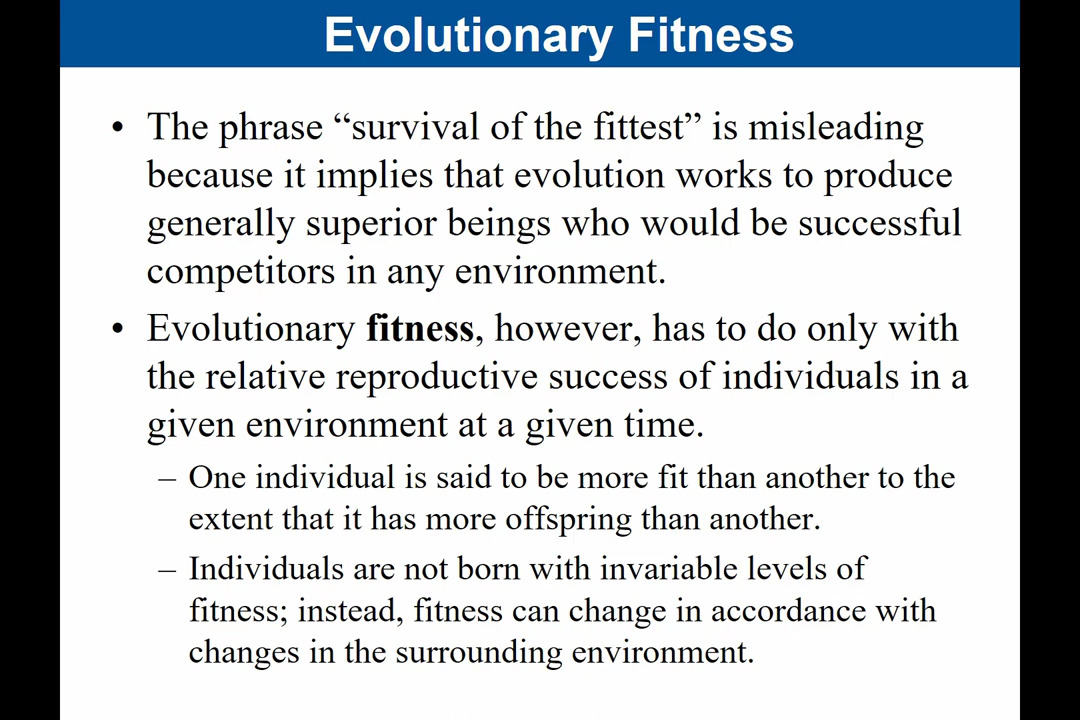 Evolutionary Fitness
• The phrase “survival of the fittest” is misleading
because it implies that evolution works to produce
generally superior beings who would be successful
competitors in any environment.
• Evolutionary fitness, however, has to do only with
the relative reproductive success of individuals in a
given environment at a given time.
– One individual is said to be more fit than another to the
extent that it has more offspring than another.
– Individuals are not born with invariable levels of
fitness; instead, fitness can change in accordance with
changes in the surrounding environment.